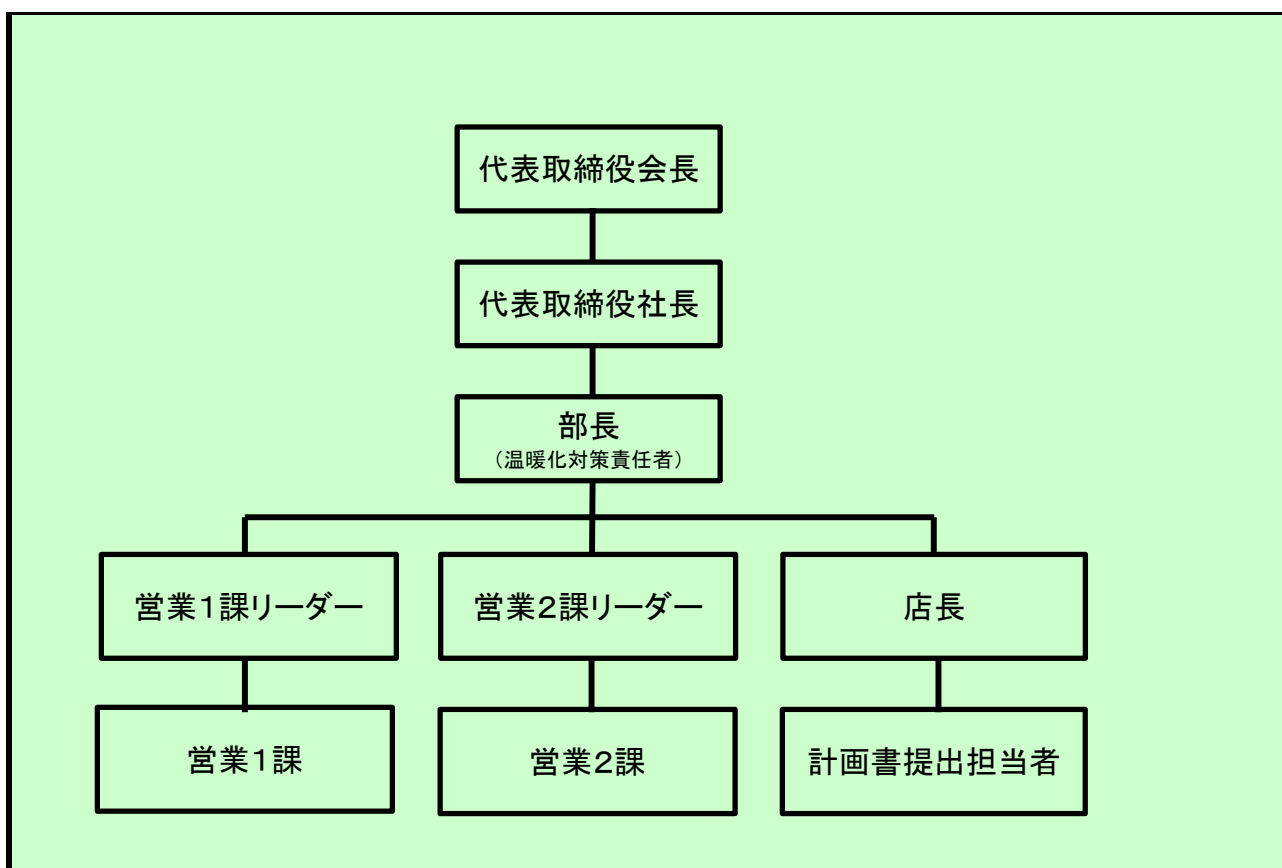 代表取締役会長
代表取締役社長
部長
（温暖化対策責任者）
営業１課リーダー
営業２課リーダー
店長
営業１課
営業２課
計画書提出担当者